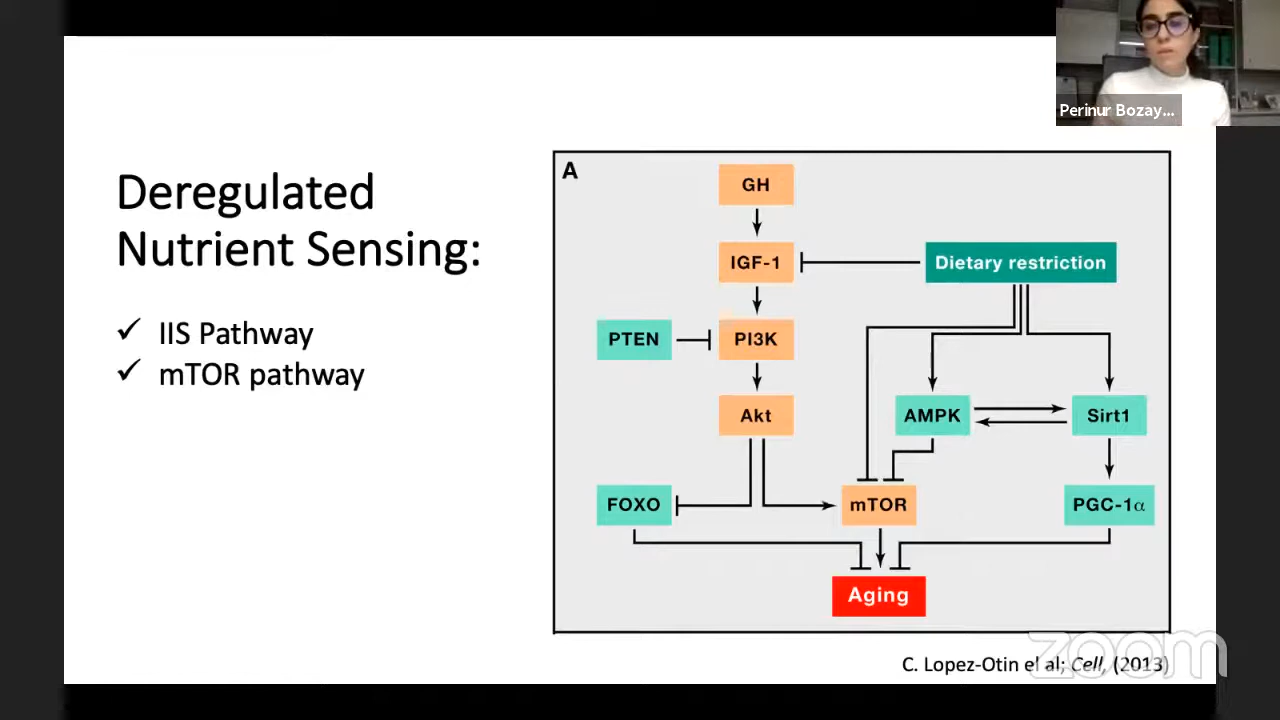 Perinur Bozay...
Deregulated
Nutrient Sensing:
✓ IIS Pathway
✓ mTOR pathway
A
GH
IGF-1
Dietary restriction
PTEN
PI3K
Akt
AMPK
Sirt1
FOXO
mTOR
PGC-1α
Aging
C. Lopez-Otin el al; Cell, (2013)
zoom